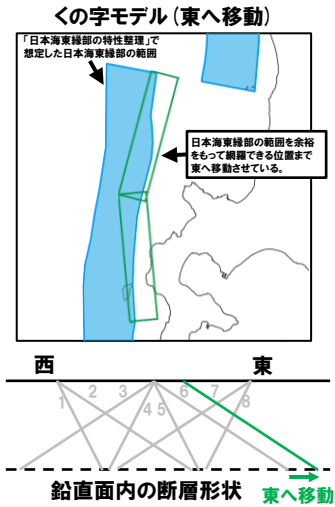 くの字モデル(東へ移動)
「日本海東縁部の特性整理」で
想定した日本海東縁部の範囲
日本海東縁部の範囲を余裕
をもって網羅できる位置まで
東へ移動させている。
西
東
1
2
3
4
5
6
7
8
鉛直面内の断層形状
東へ移動